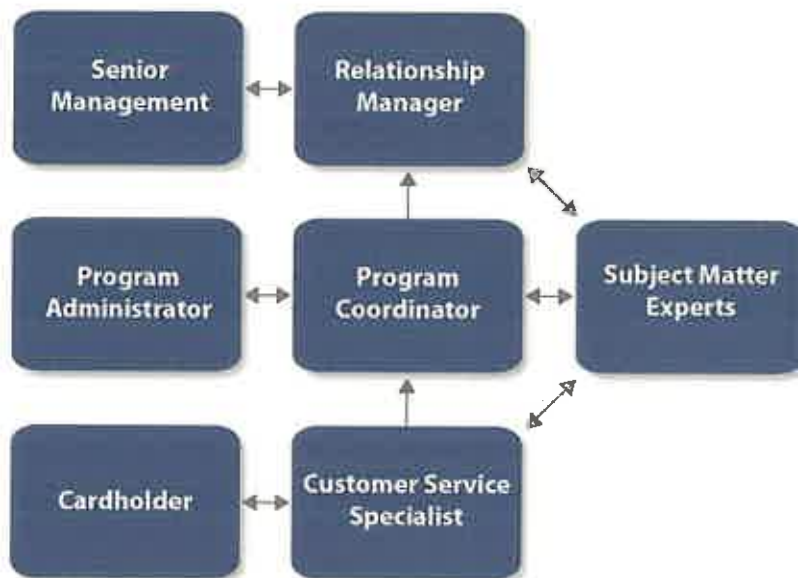 Senior
Management
Relationship
Manager
Program
Administrator
Program
Coordinator
Subject Matter
Experts
Cardholder
Customer Service
Specialist